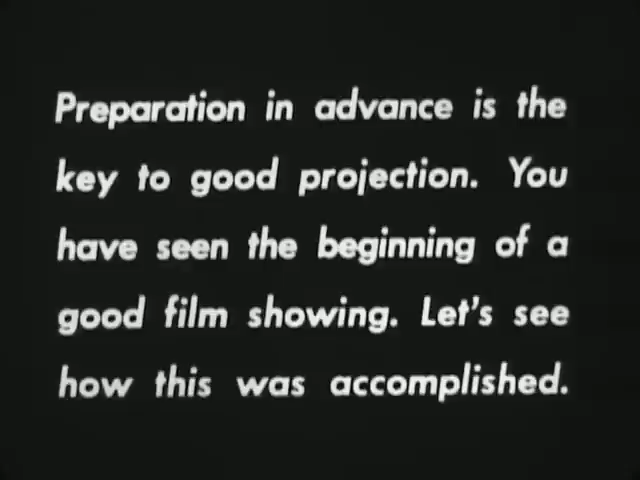 Preparation in advance is the
key to good projection. You
have seen the beginning of a
good film showing. Let's see
how this was accomplished.